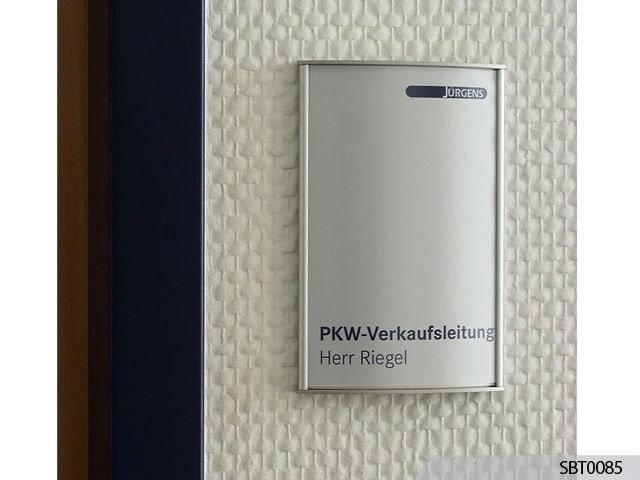 JÜRGENS
PKW-Verkaufsleitung
Herr Riegel
SBT0085